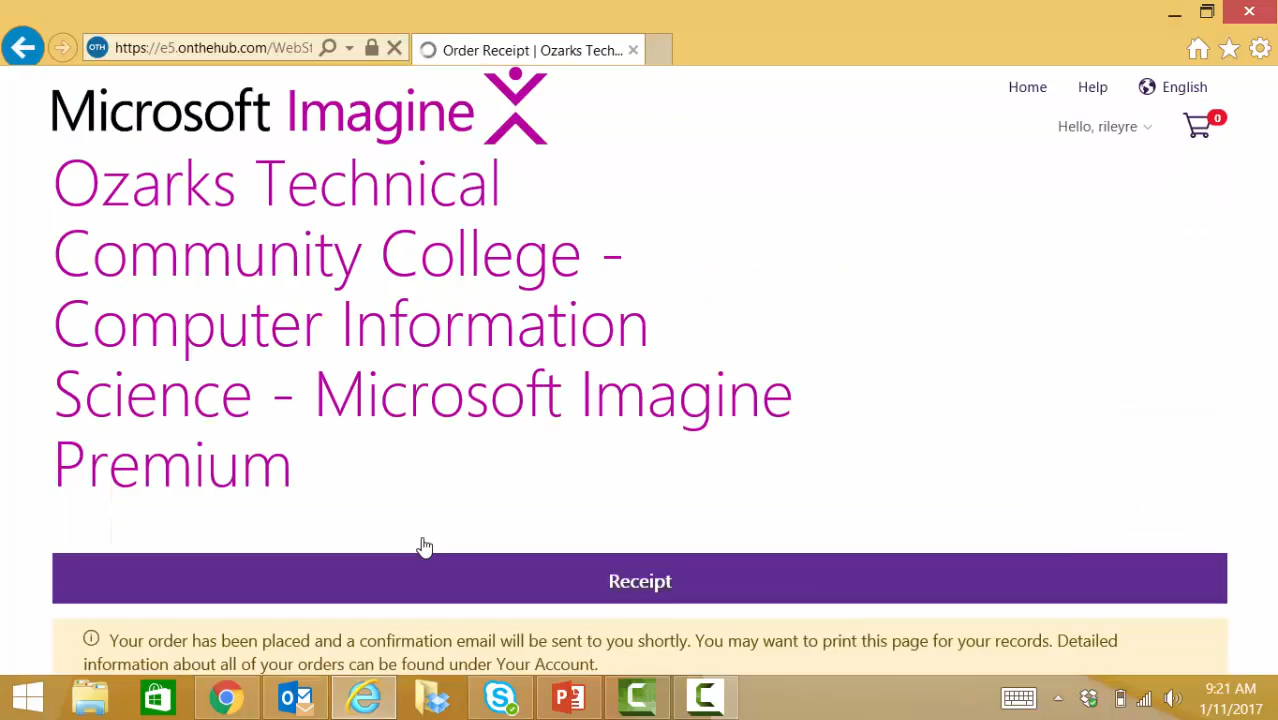 https://e5.onthehub.com/WebSt
Order Receipt | Ozarks Tech...
Microsoft Imagine
Home Help English
Hello, rileyre 0
Ozarks Technical
Community College -
Computer Information
Science - Microsoft Imagine
Premium
Receipt
Your order has been placed and a confirmation email will be sent to you shortly. You may want to print this page for your records. Detailed
information about all of your orders can be found under Your Account.
9:21 AM
1/11/2017